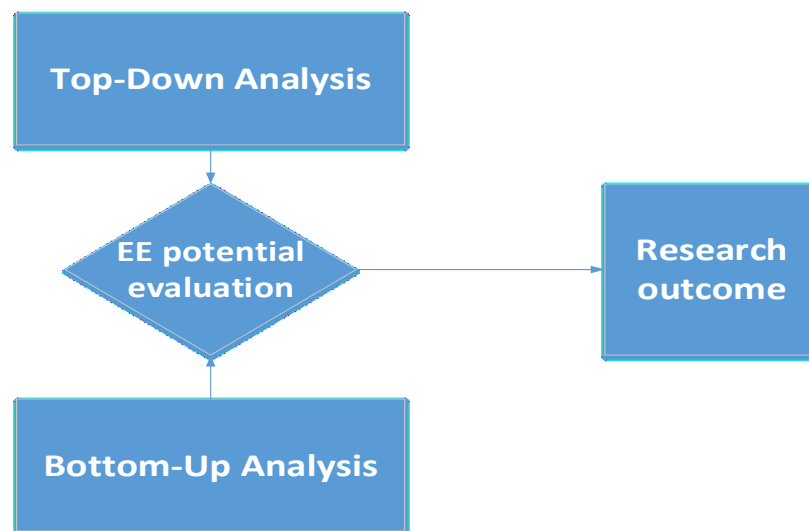 Top-Down Analysis
EE potential
evaluation
Research
outcome
Bottom-Up Analysis